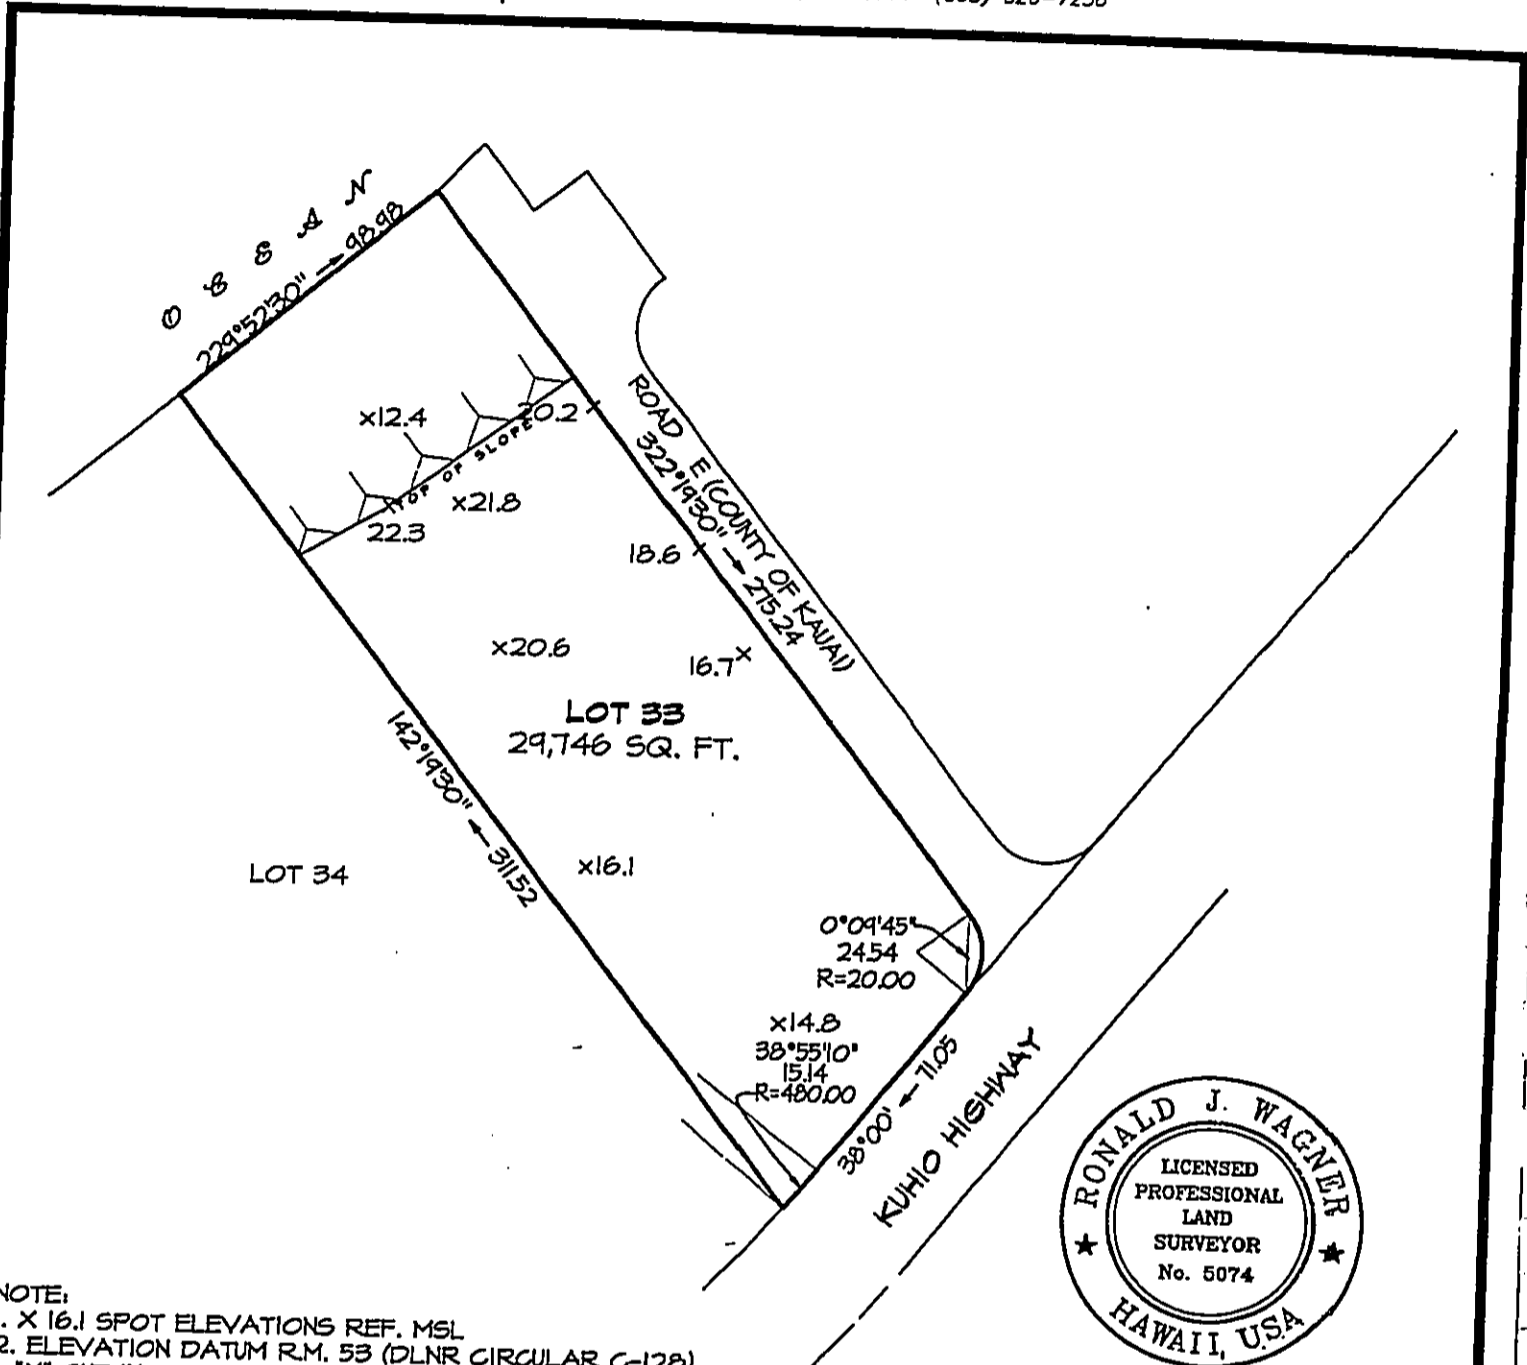 OCEAN
229°52'30" → 98.98
x12.4
20.2
TOP OF SLOPE
x21.8
22.3
ROAD E (COUNTY OF KAUAI)
322°19'30" → 275.24
18.6
x20.6
16.7x
LOT 33
29,746 SQ. FT.
142°19'30" ← 311.52
LOT 34
x16.1
0°09'45"
24.54
R=20.00
x14.8
38°55'10"
15.14
R=480.00
38°00' ← 71.05
KUHIO HIGHWAY
RONALD J. WAGNER
LICENSED
PROFESSIONAL
LAND
SURVEYOR
No. 5074
HAWAII, U.S.A
NOTE:
. X 16.1 SPOT ELEVATIONS REF. MSL
2. ELEVATION DATUM R.M. 53 (DLNR CIRCULAR C-128)